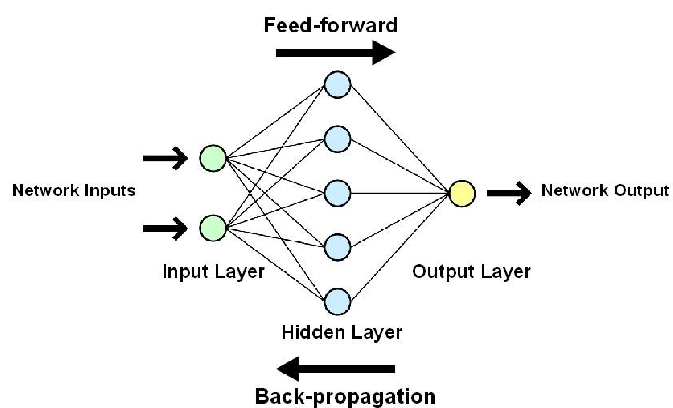 Feed-forward
Network Inputs
Network Output
Input Layer
Output Layer
Hidden Layer
Back-propagation